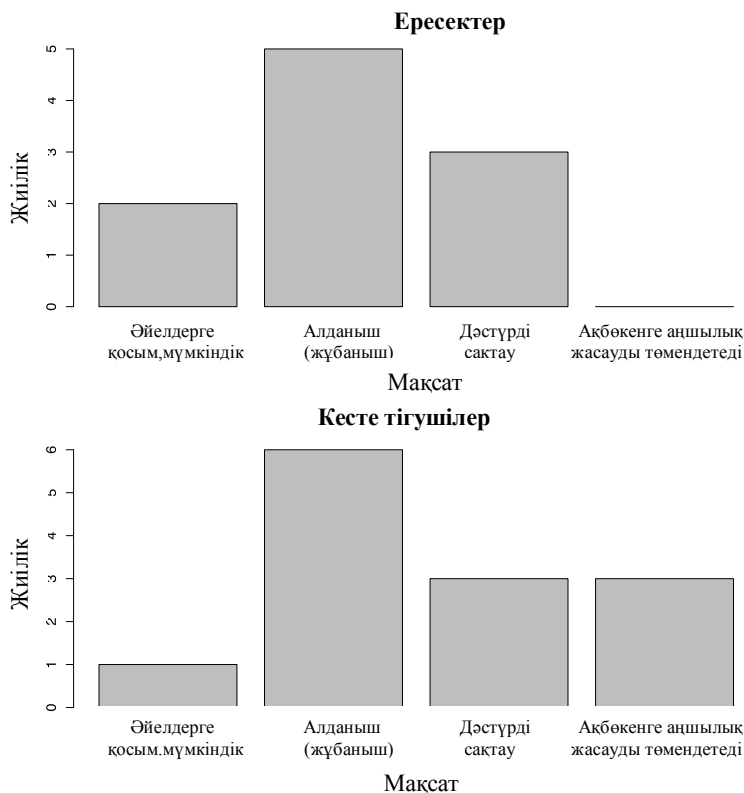 Ересектер
5
4
3
2
1
0
Жиілік
Әйелдерге
қосым,мүмкіндік
Алданыш
(жұбаныш)
Дәстүрді
сактау
Ақбөкенге аңшылық
жасауды төмендетеді
Мақсат
Кесте тігушілер
6
5
4
3
2
1
0
Жиілік
Әйелдерге
қосым.мүмкіндік
Алданыш
(жұбаныш)
Дәстүрді
сақтау
Ақбөкенге аңшылық
жасауды төмендетеді
Мақсат